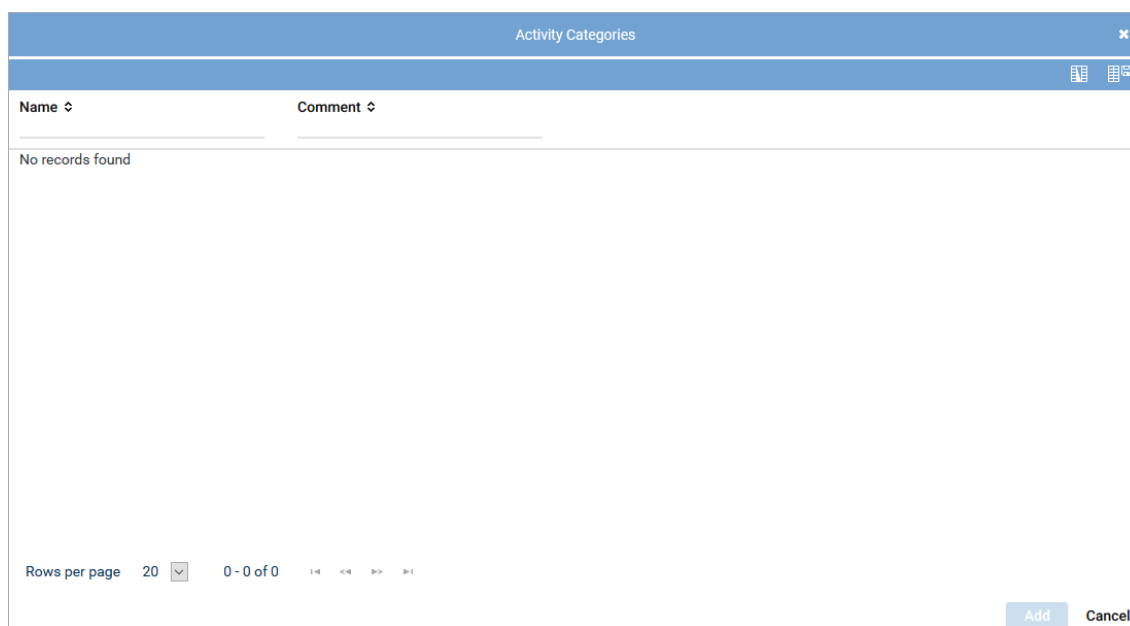 Activity Categories
Name Comment
No records found
Rows per page 20 0 - 0 of 0
Add Cancel